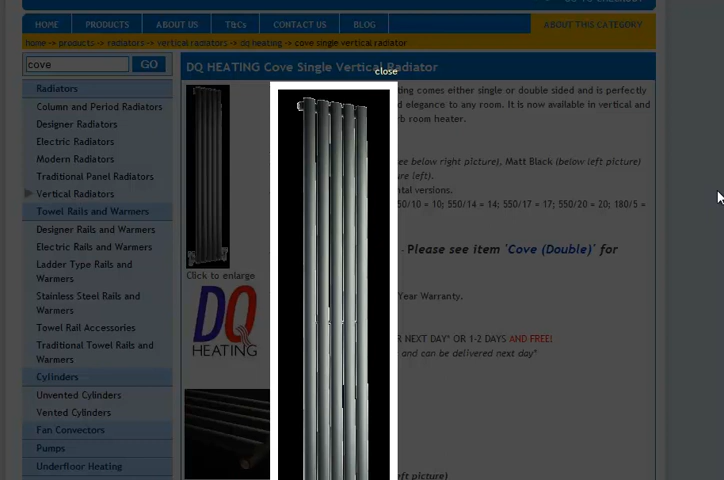 HOME PRODUCTS ABOUT US T&Cs CONTACT US BLOG ABOUT THIS CATEGORY
home -> products -> radiators -> vertical radiators -> dq heating -> cove single vertical radiator
cove GO
DQ HEATING Cove Single Vertical Radiator
close
Radiators
Column and Period Radiators
Designer Radiators
Electric Radiators
Modern Radiators
Traditional Panel Radiators
Vertical Radiators
Towel Rails and Warmers
Designer Rails and Warmers
Electric Rails and Warmers
Ladder Type Rails and
Warmers
Stainless Steel Rails and
Warmers
Towel Rail Accessories
Traditional Towel Rails and
Warmers
Cylinders
Unvented Cylinders
Vented Cylinders
Fan Convectors
Pumps
Underfloor Heating
Click to enlarge
DQ
HEATING
ting comes either single or double sided and is perfectly
d elegance to any room. It is now available in vertical and
rb room heater.
ee below right picture), Matt Black (below left picture)
ture left).
ntal versions.
50/10 = 10; 550/14 = 14; 550/17 = 17; 550/20 = 20; 180/5 =
- Please see item 'Cove (Double)' for
Year Warranty.
R NEXT DAY* OR 1-2 DAYS AND FREE!
and can be delivered next day*
eft picture)